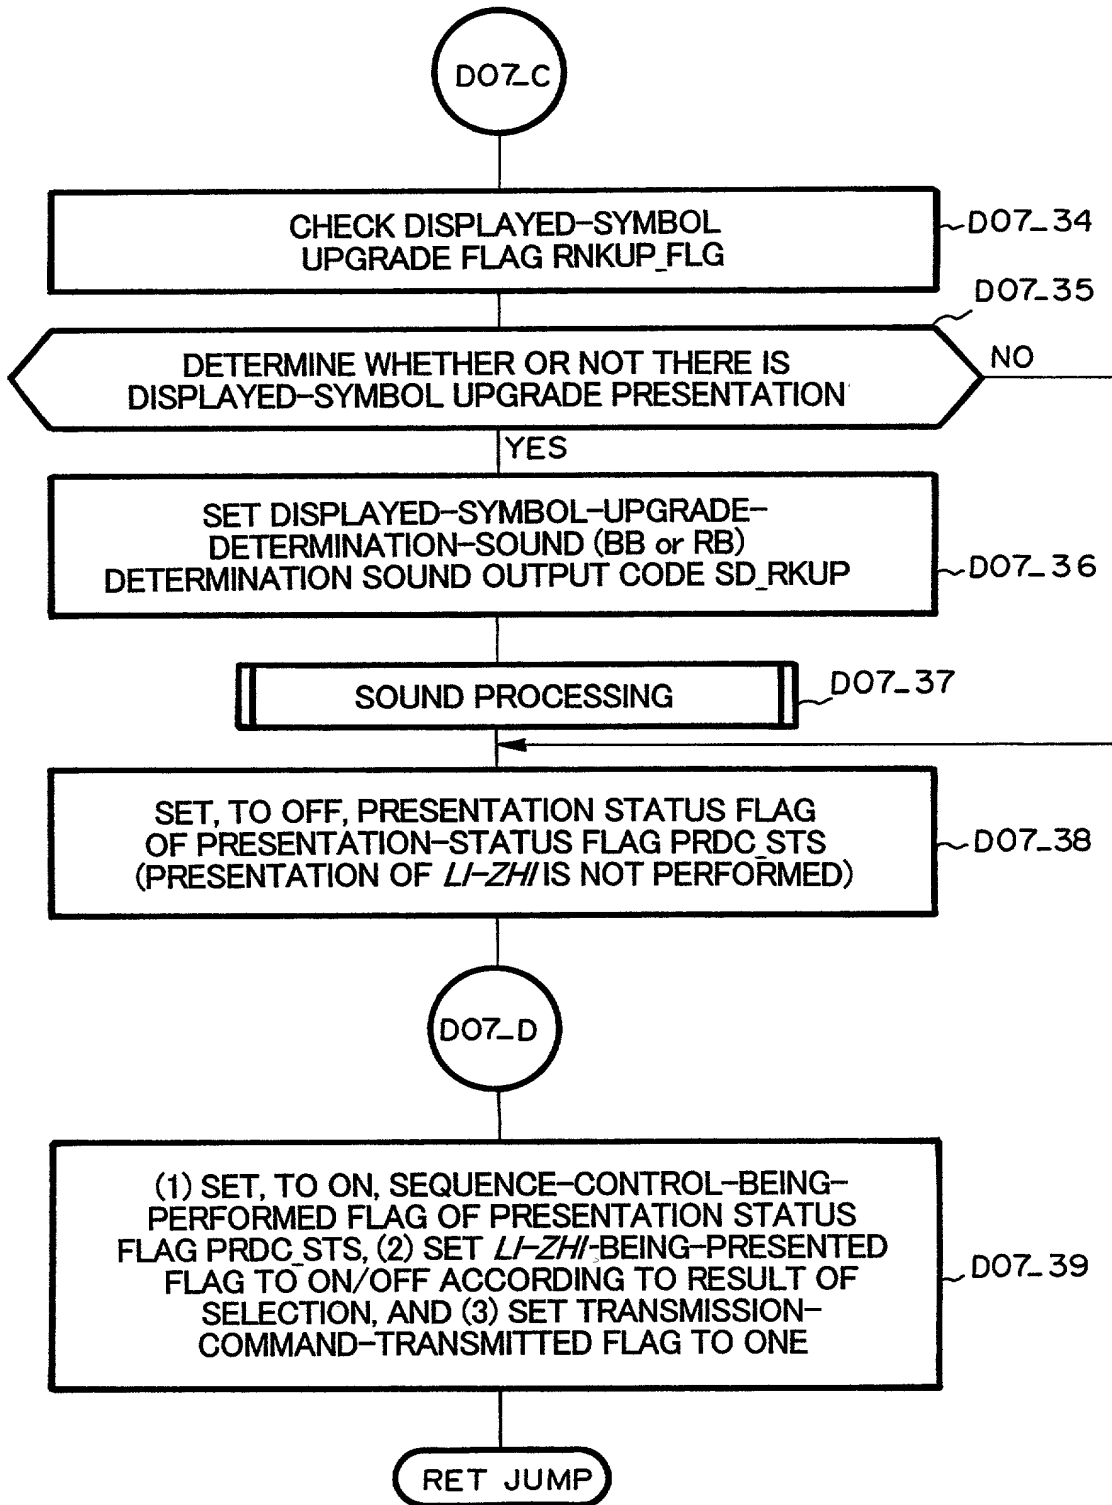 D07_C
CHECK DISPLAYED-SYMBOL
UPGRADE FLAG RNKUP_FLG
D07_34
D07_35
DETERMINE WHETHER OR NOT THERE IS
DISPLAYED-SYMBOL UPGRADE PRESENTATION
NO
YES
SET DISPLAYED-SYMBOL-UPGRADE-
DETERMINATION-SOUND (BB or RB)
DETERMINATION SOUND OUTPUT CODE SD_RKUP
D07_36
SOUND PROCESSING
D07_37
SET, TO OFF, PRESENTATION STATUS FLAG
OF PRESENTATION-STATUS FLAG PRDC_STS
(PRESENTATION OF LI-ZHI IS NOT PERFORMED)
D07_38
D07_D
(1) SET, TO ON, SEQUENCE-CONTROL-BEING-
PERFORMED FLAG OF PRESENTATION STATUS
FLAG PRDC_STS, (2) SET LI-ZHI-BEING-PRESENTED
FLAG TO ON/OFF ACCORDING TO RESULT OF
SELECTION, AND (3) SET TRANSMISSION-
COMMAND-TRANSMITTED FLAG TO ONE
D07_39
RET JUMP